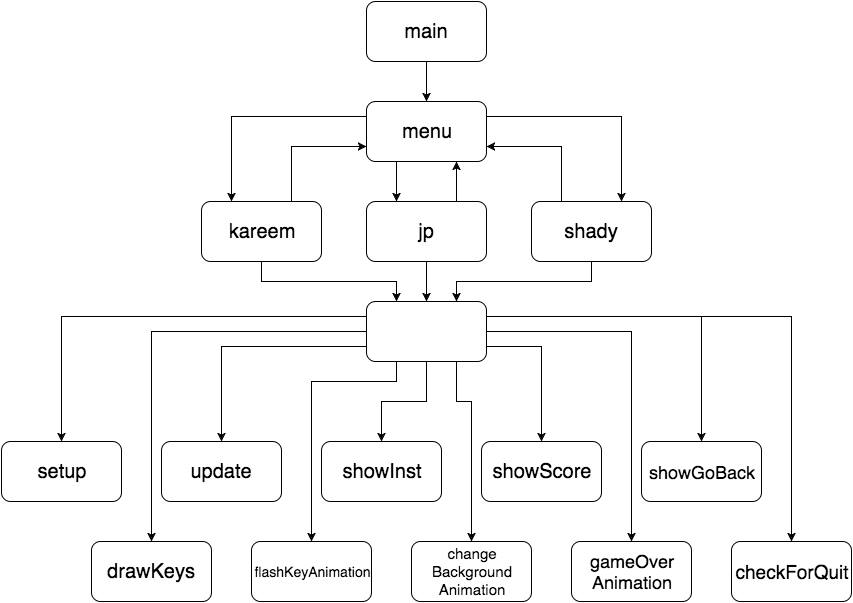 main
menu
kareem
jp
shady
setup
update
showInst
showScore
showGoBack
drawKeys
flashKeyAnimation
change
Background
Animation
gameOver
Animation
checkForQuit